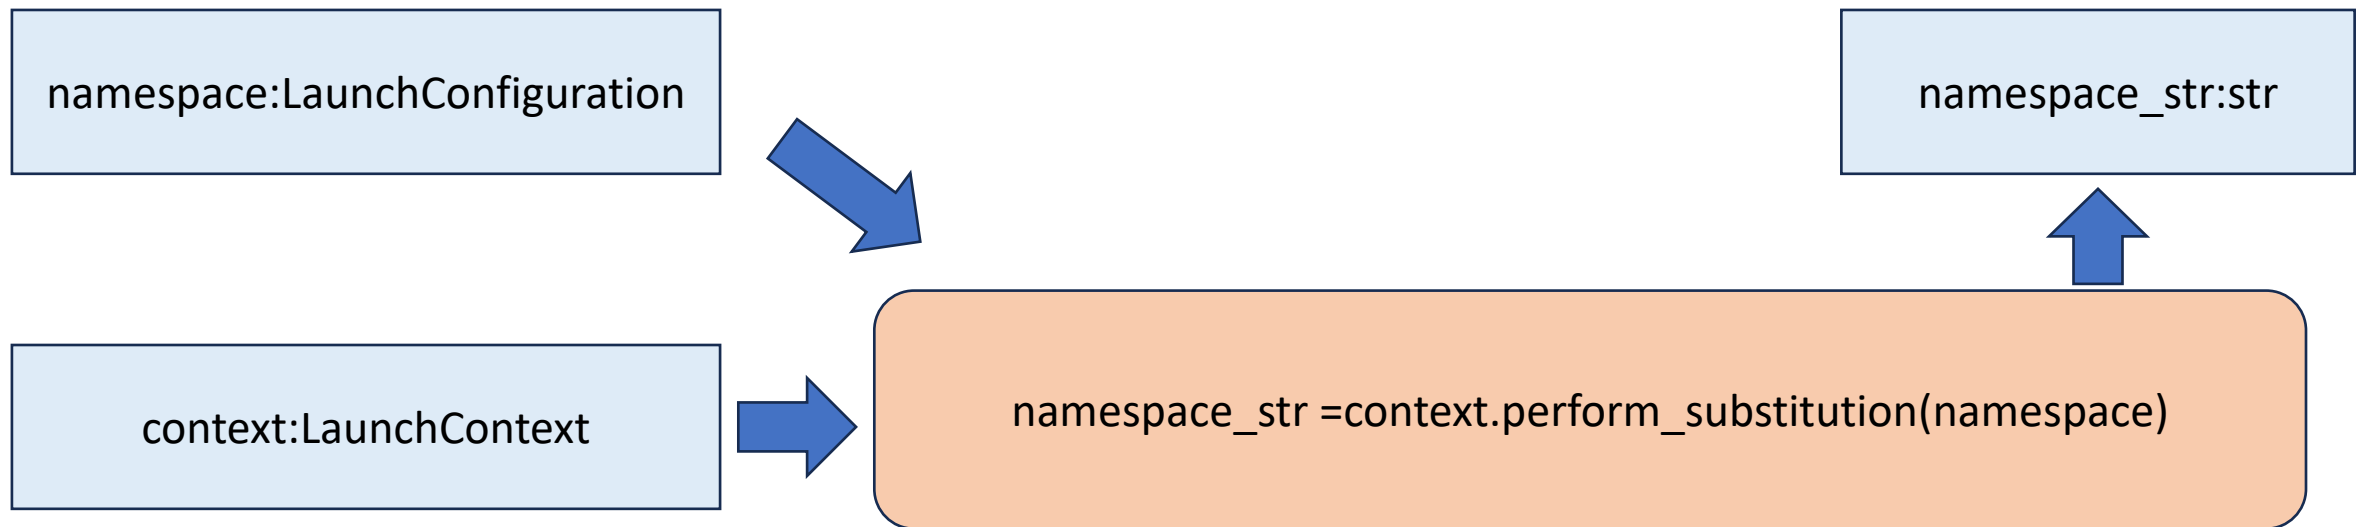 namespace:LaunchConfiguration
namespace_str:str
context:LaunchContext
namespace_str =context.perform_substitution(namespace)